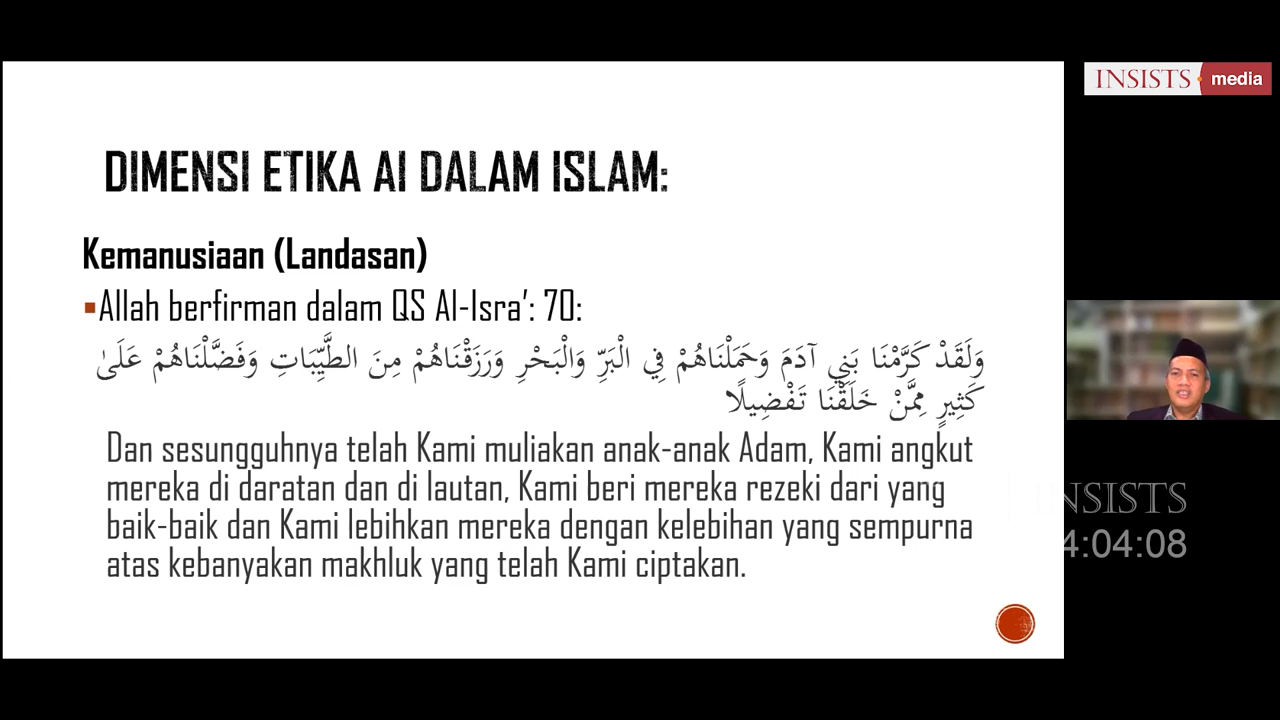 DIMENSI ETIKA AI DALAM ISLAM:
Kemanusiaan (Landasan)
▪Allah berfirman dalam QS Al-Isra’: 70:
وَلَقَدْ كَرَّمْنَا بَنِي آدَمَ وَحَمَلْنَاهُمْ فِي الْبَرِّ وَالْبَحْرِ وَرَزَقْنَاهُمْ مِنَ الطَّيِّبَاتِ وَفَضَّلْنَاهُمْ عَلَىٰ
كَثِيرٍ مِمَّنْ خَلَقْنَا تَفْضِيلًا
Dan sesungguhnya telah Kami muliakan anak-anak Adam, Kami angkut
mereka di daratan dan di lautan, Kami beri mereka rezeki dari yang
baik-baik dan Kami lebihkan mereka dengan kelebihan yang sempurna
atas kebanyakan makhluk yang telah Kami ciptakan.
INSISTS media
INSISTS
4:04:08